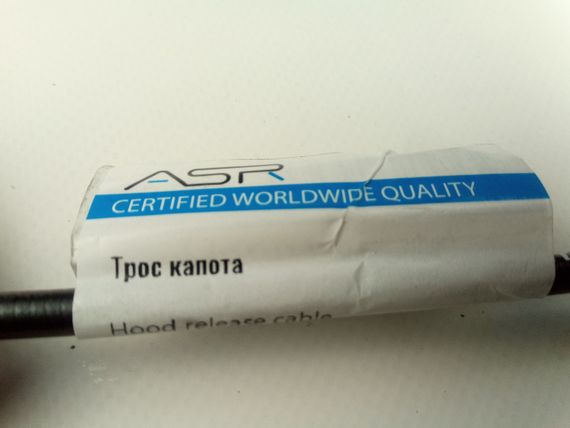 ASR
CERTIFIED WORLDWIDE QUALITY
Трос капота
Hood release cable